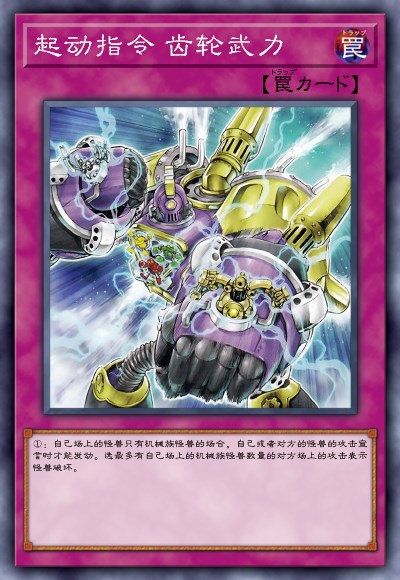 起动指令 齿轮武力
トラップ
罠
トラップ
【罠カード】
①：自己场上的怪兽只有机械族怪兽的场合，自己或者对方的怪兽的攻击宣
言时才能发动。选最多有自己场上的机械族怪兽数量的对方场上的攻击表示
怪兽破坏。